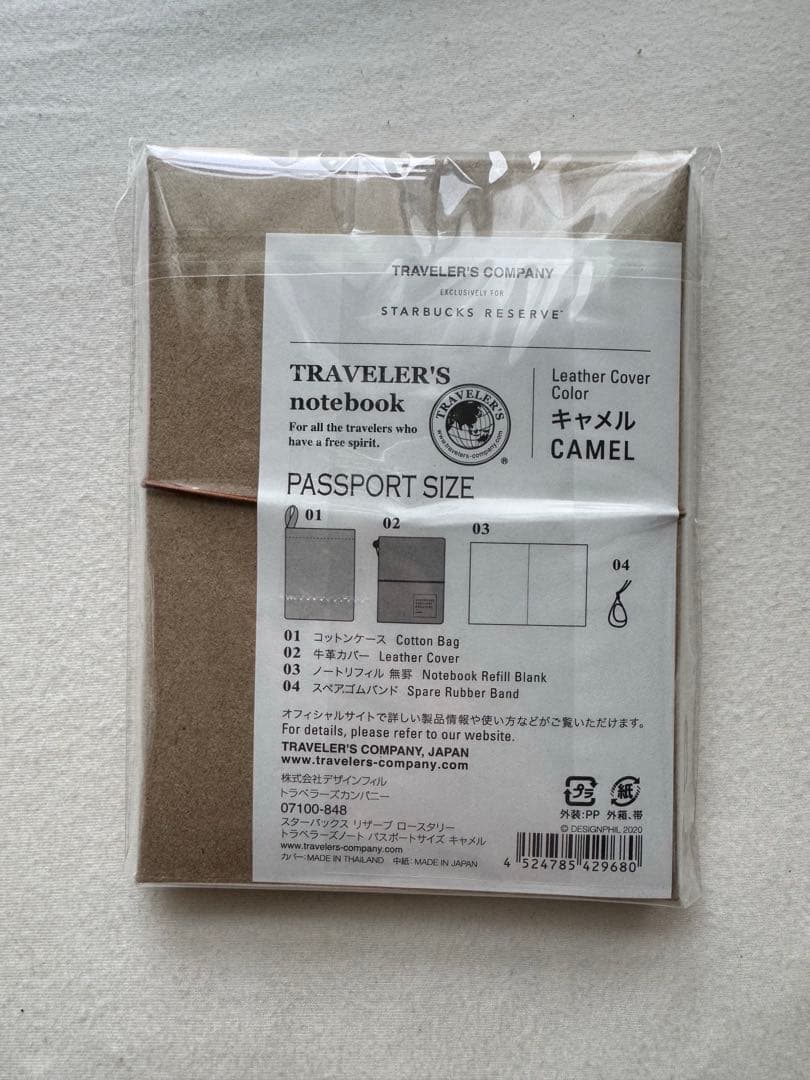 TRAVELER'S COMPANY
EXCLUSIVELY FOR
STARBUCKS RESERVE™
TRAVELER'S
notebook
For all the travelers who
have a free spirit.
TRAVELER'S
www.travelers-company.com
®
Leather Cover
Color
キャメル
CAMEL
PASSPORT SIZE
01
02
03
04
01 コットンケース Cotton Bag
02 牛革カバー Leather Cover
03 ノートリフィル 無罫 Notebook Refill Blank
04 スペアゴムバンド Spare Rubber Band
オフィシャルサイトで詳しい製品情報や使い方などがご覧いただけます。
For details, please refer to our website.
TRAVELER'S COMPANY, JAPAN
www.travelers-company.com
株式会社デザインフィル
トラベラーズカンパニー
07100-848
スターバックス リザーブ ロースタリー
トラベラーズノート パスポートサイズ キャメル
www.travelers-company.com
カバー:MADE IN THAILAND 中紙:MADE IN JAPAN
プラ
紙
外装:PP 外箱、帯
© DESIGNPHIL 2020
4 524785 429680